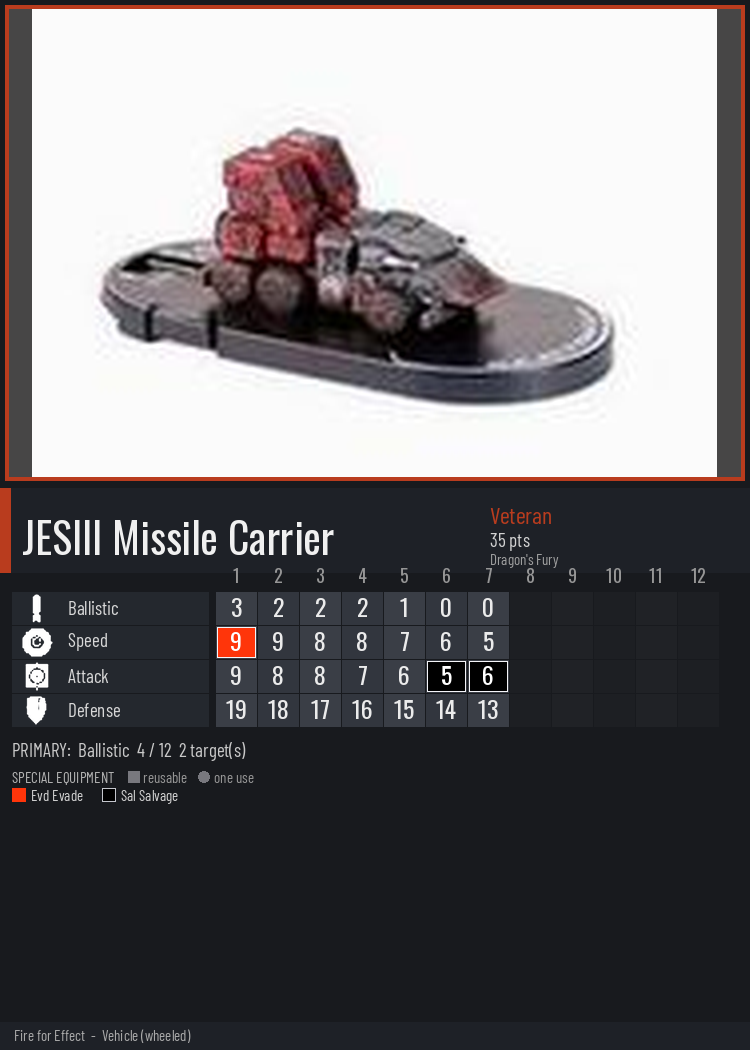 JESIII Missile Carrier
Veteran
35 pts
Dragon's Fury
1 2 3 4 5 6 7 8 9 10 11 12
Ballistic 3 2 2 2 1 0 0
Speed 9 9 8 8 7 6 5
Attack 9 8 8 7 6 5 6
Defense 19 18 17 16 15 14 13
PRIMARY: Ballistic 4 / 12 2 target(s)
SPECIAL EQUIPMENT reusable one use
Evd Evade Sal Salvage
Fire for Effect - Vehicle (wheeled)